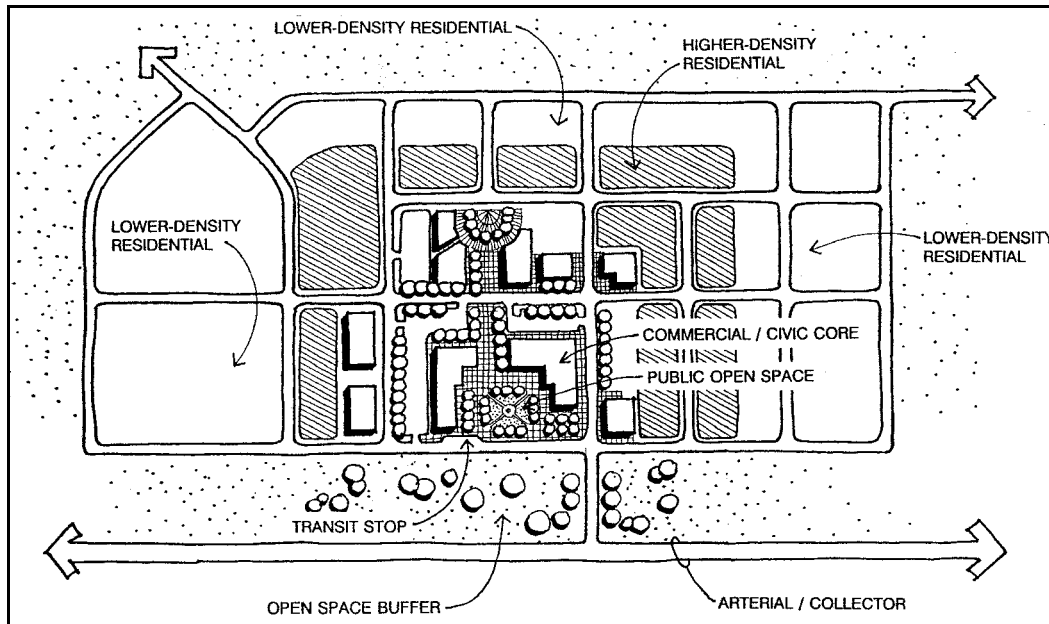 LOWER-DENSITY RESIDENTIAL
HIGHER-DENSITY
RESIDENTIAL
LOWER-DENSITY
RESIDENTIAL
LOWER-DENSITY
RESIDENTIAL
COMMERCIAL / CIVIC CORE
PUBLIC OPEN SPACE
TRANSIT STOP
OPEN SPACE BUFFER
ARTERIAL / COLLECTOR